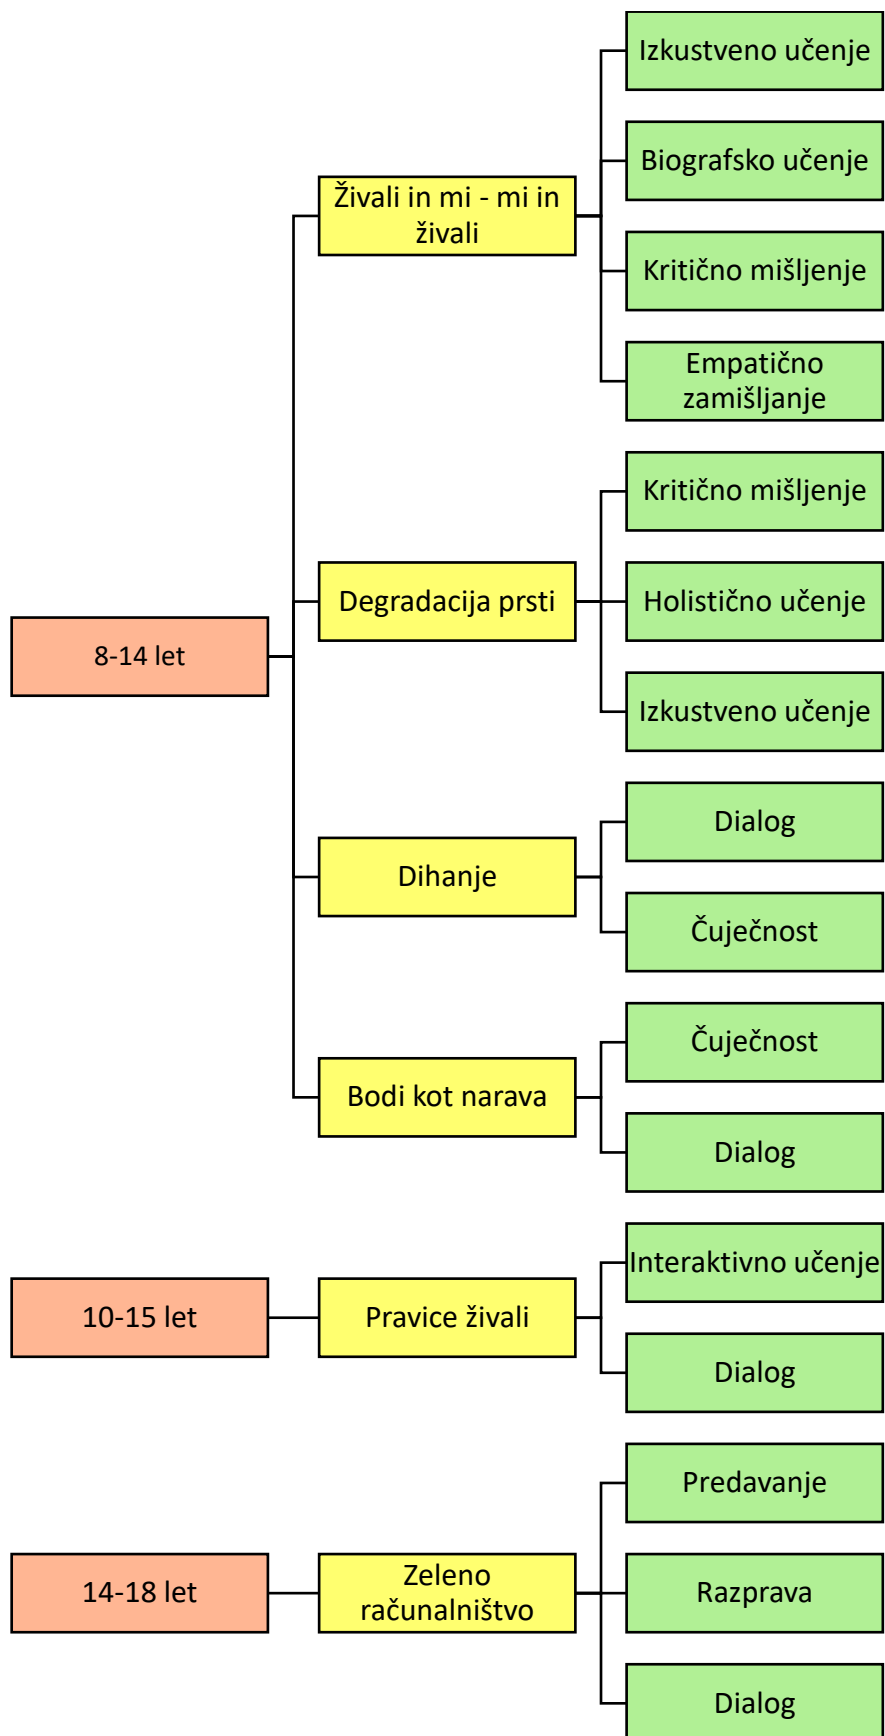 8-14 let
Živali in mi - mi in
živali
Izkustveno učenje
Biografsko učenje
Kritično mišljenje
Empatično
zamišljanje
Degradacija prsti
Kritično mišljenje
Holistično učenje
Izkustveno učenje
Dihanje
Dialog
Čuječnost
Bodi kot narava
Čuječnost
Dialog
10-15 let
Pravice živali
Interaktivno učenje
Dialog
14-18 let
Zeleno
računalništvo
Predavanje
Razprava
Dialog